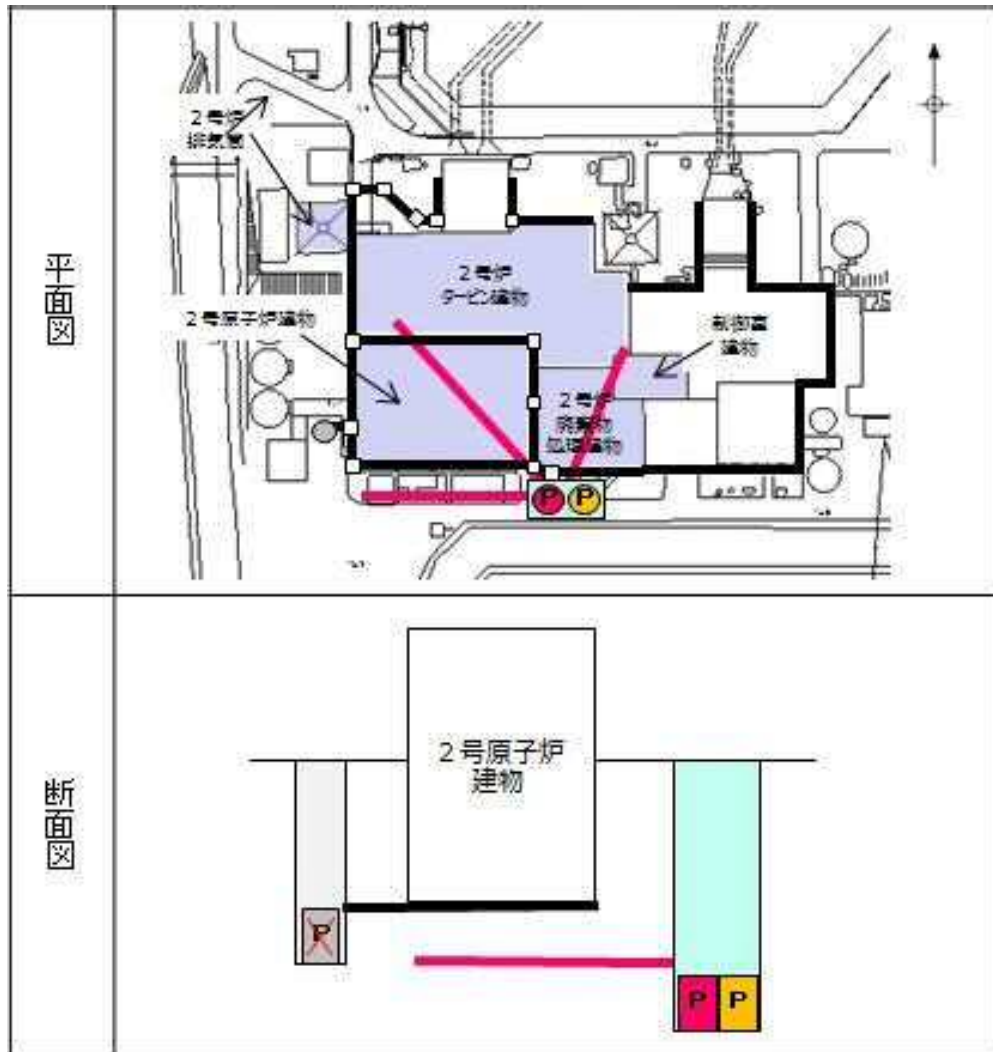 平面図
２号炉
排気筒
２号炉
タービン建物
２号原子炉建物
制御室
建物
２号炉
廃棄物
処理建物
P P
断面図
２号原子炉
建物
P
P P